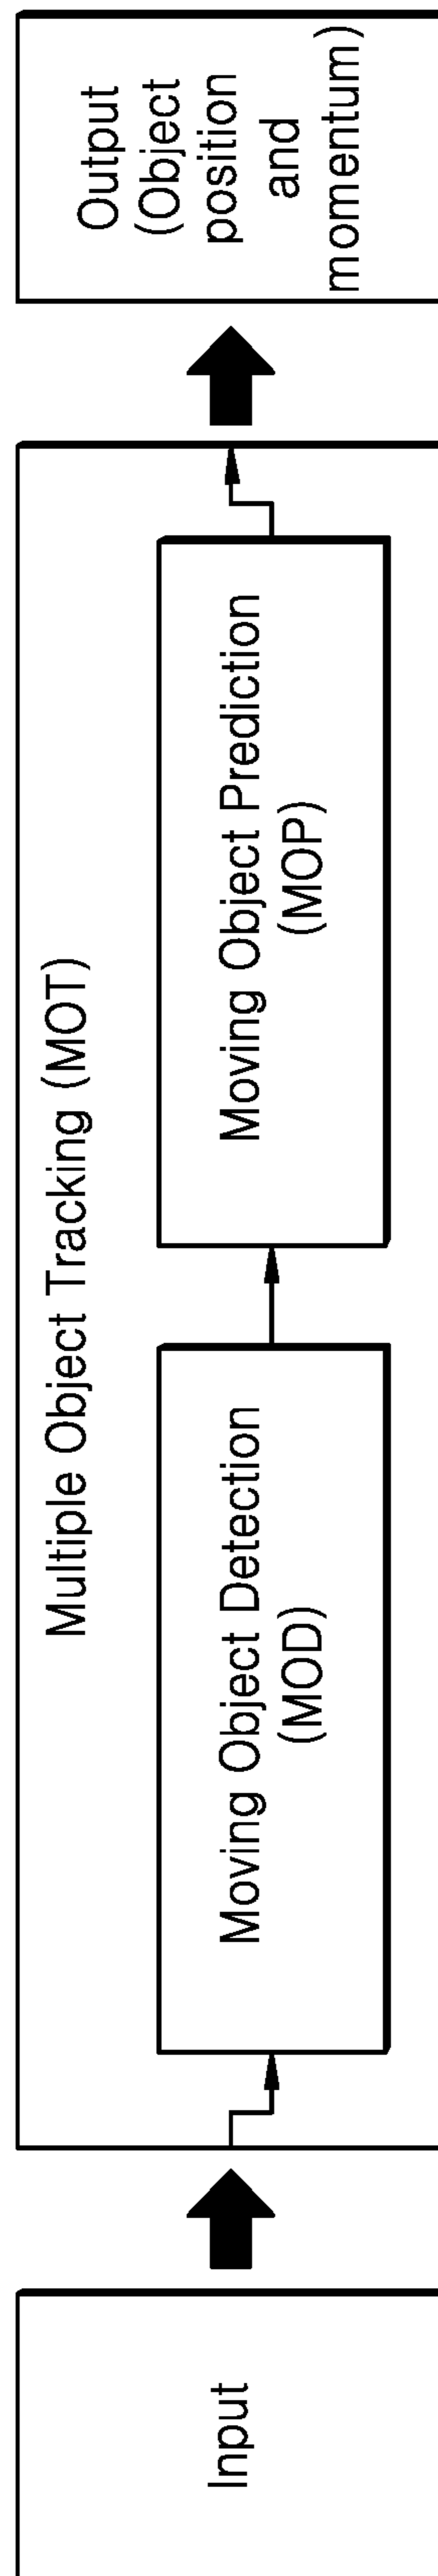 Input
Multiple Object Tracking (MOT)
Moving Object Detection
(MOD)
Moving Object Prediction
(MOP)
Output
(Object
position
and
momentum)